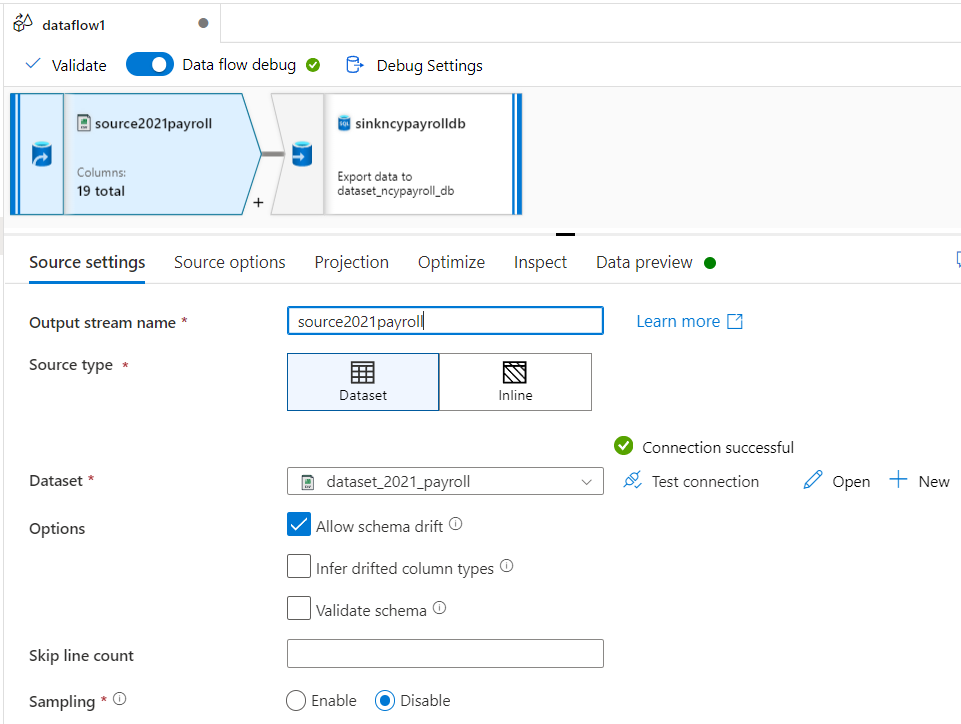 dataflow1
Validate Data flow debug Debug Settings
source2021payroll
Columns:
19 total
+
sinkncypayrolldb
Export data to
dataset_ncypayroll_db
Source settings Source options Projection Optimize Inspect Data preview
Output stream name * source2021payroll Learn more
Source type *
Dataset Inline
Connection successful
Dataset * dataset_2021_payroll Test connection Open New
Options Allow schema drift
Infer drifted column types
Validate schema
Skip line count
Sampling * Enable Disable